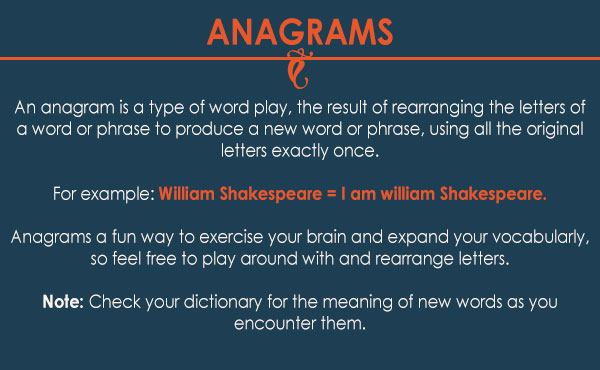 ANAGRAMS
An anagram is a type of word play, the result of rearranging the letters of
a word or phrase to produce a new word or phrase, using all the original
letters exactly once.
For example: William Shakespeare = I am william Shakespeare.
Anagrams a fun way to exercise your brain and expand your vocabularly,
so feel free to play around with and rearrange letters.
Note: Check your dictionary for the meaning of new words as you
encounter them.